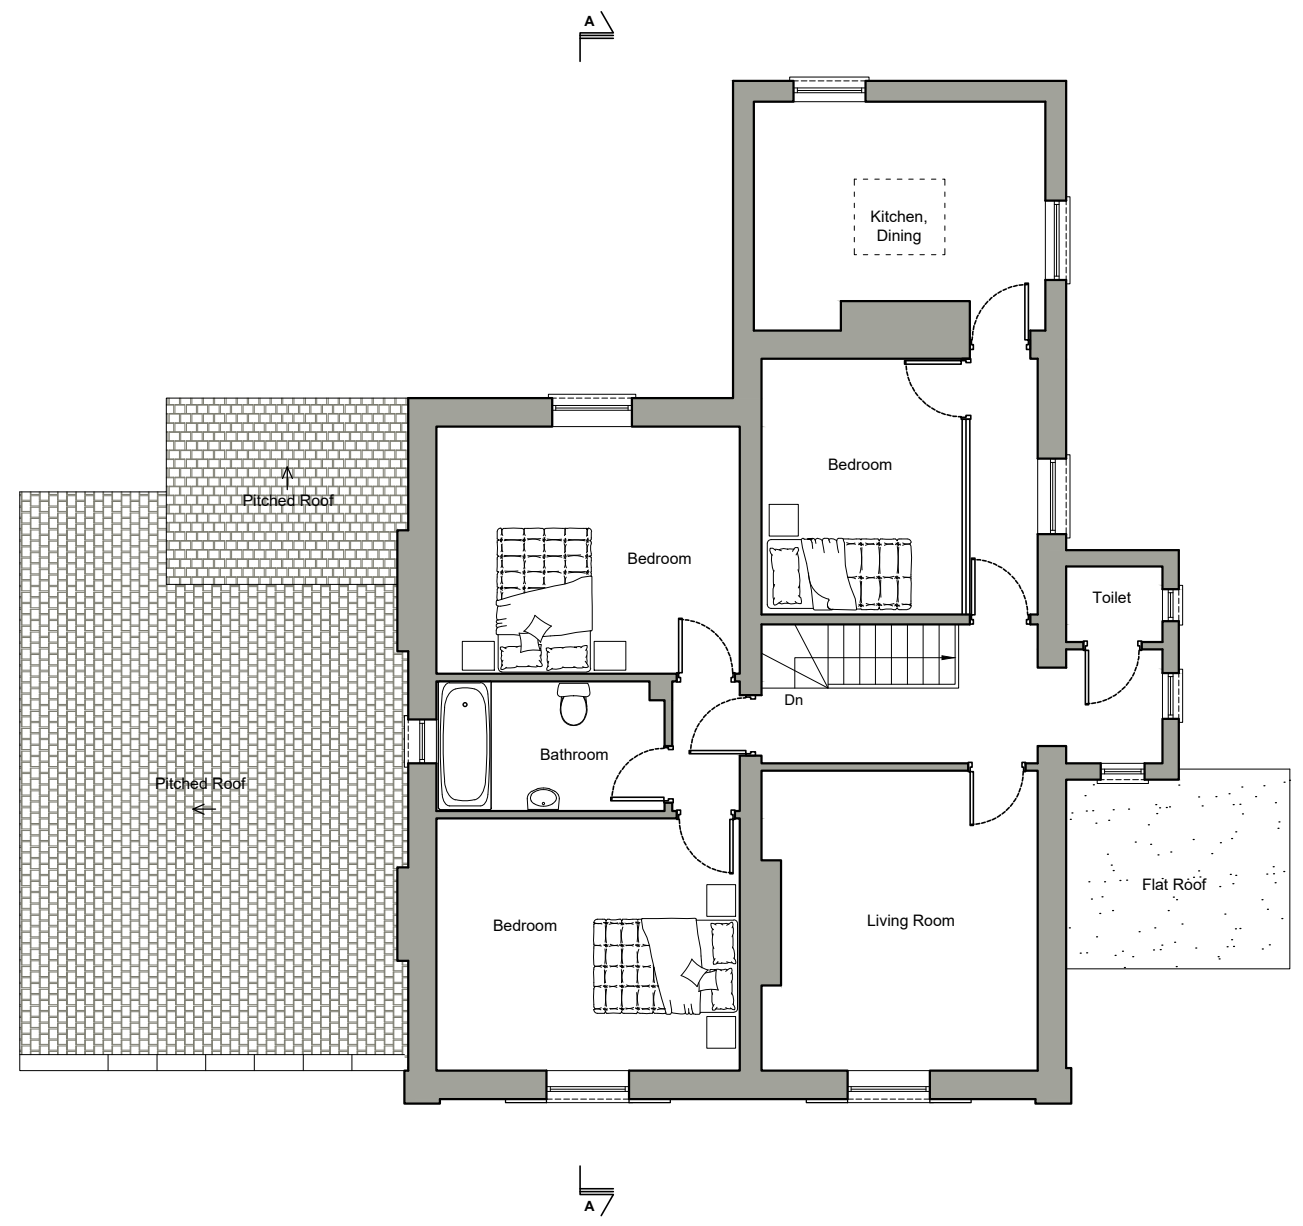 A
Kitchen,
Dining
Bedroom
Pitched Roof
Bedroom
Toilet
Dn
Bathroom
Pitched Roof
Flat Roof
Living Room
Bedroom
A